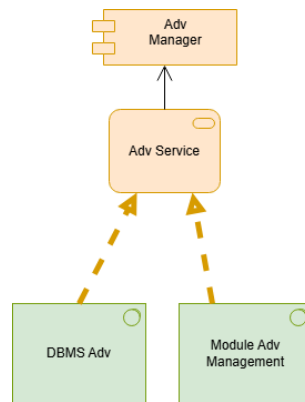 Adv
Manager
Adv Service
DBMS Adv
Module Adv
Management